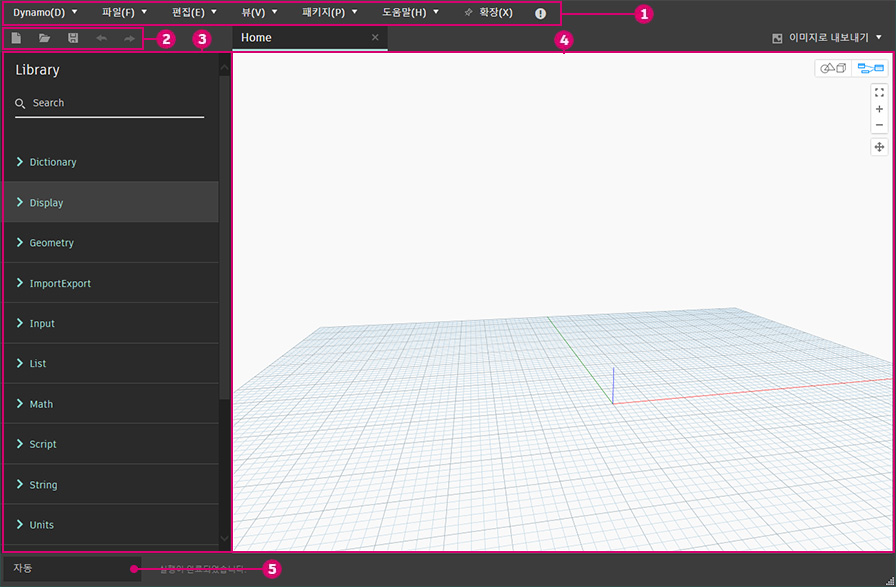 Dynamo(D) 파일(F) 편집(E) 뷰(V) 패키지(P) 도움말(H) 확장(X) 1
2 3 Home 4 이미지로 내보내기
Library
Search
Dictionary
Display
Geometry
ImportExport
Input
List
Math
Script
String
Units
자동 실행이 완료되었습니다. 5